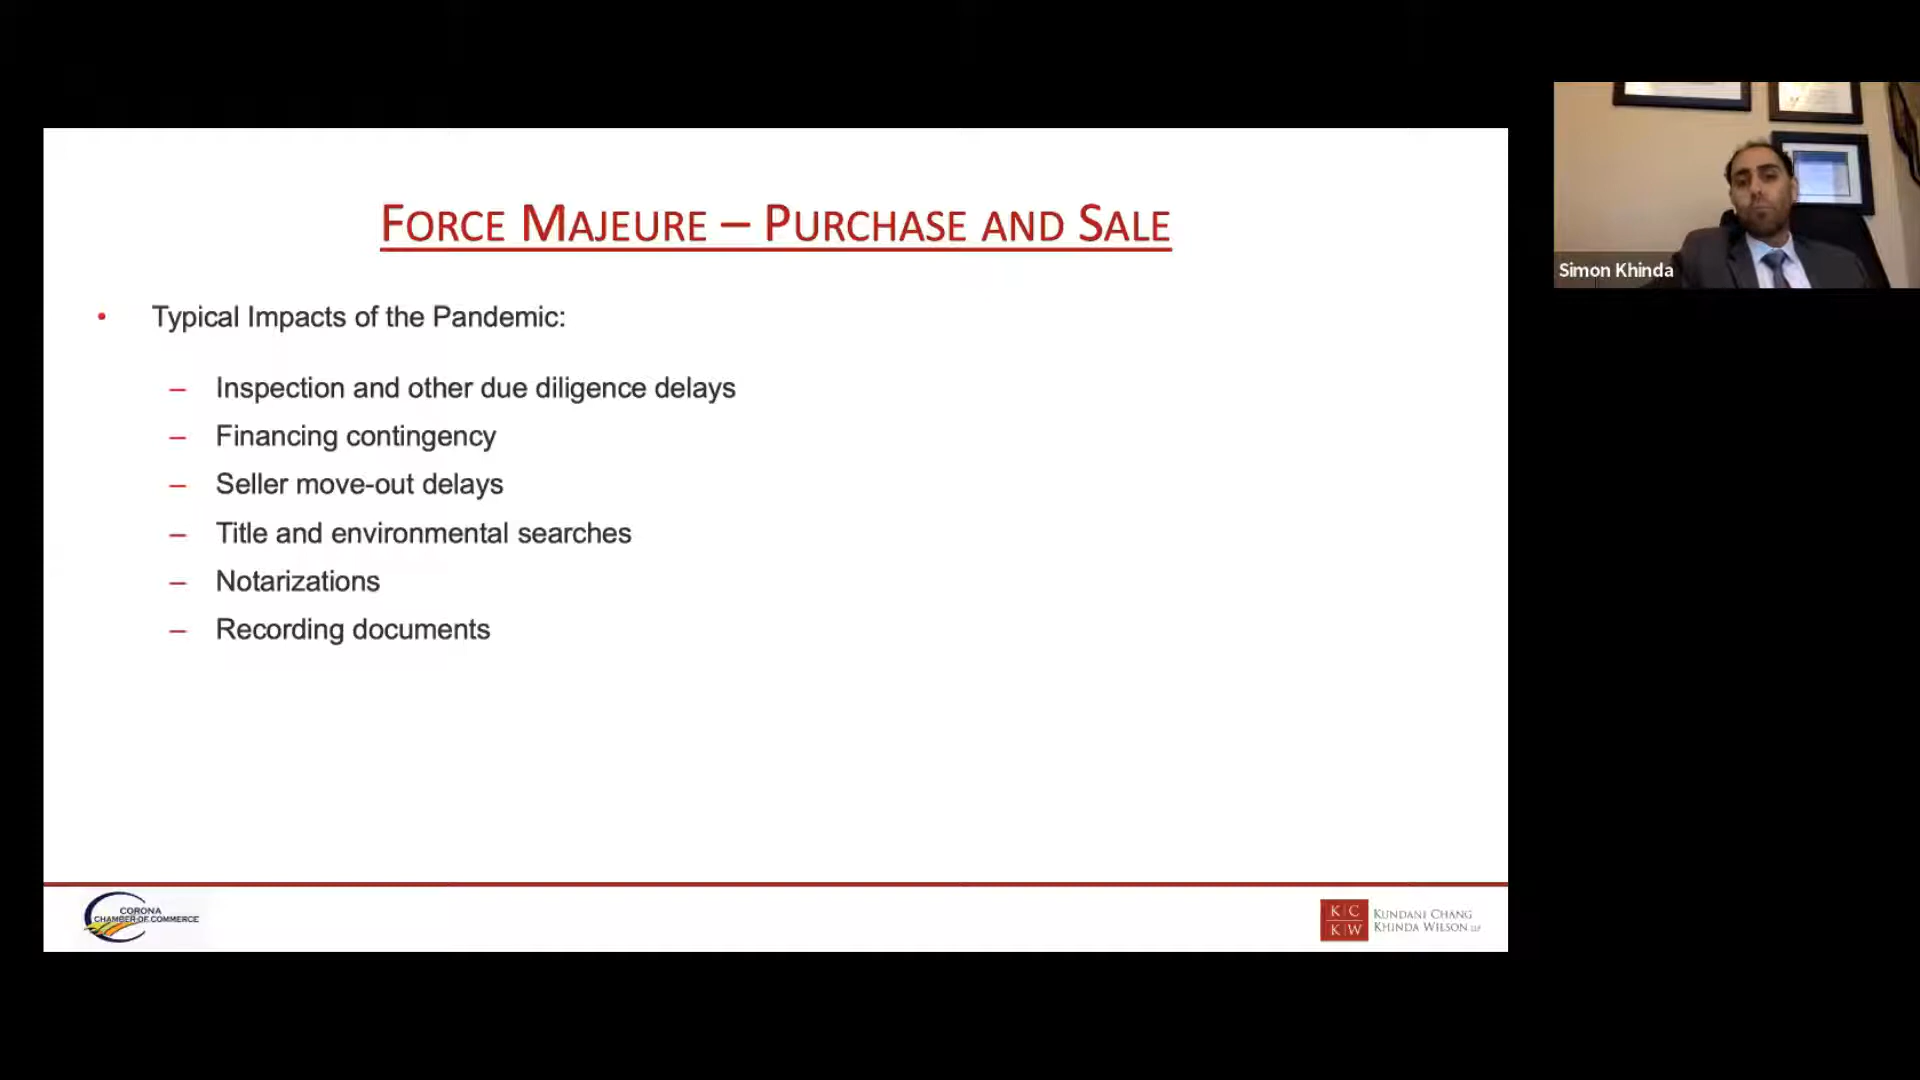 FORCE MAJEURE – PURCHASE AND SALE
• Typical Impacts of the Pandemic:
– Inspection and other due diligence delays
– Financing contingency
– Seller move-out delays
– Title and environmental searches
– Notarizations
– Recording documents
Simon Khinda
CORONA
CHAMBER OF COMMERCE
K C
K W
KUNDANI CHANG
KHINDA WILSON LLP